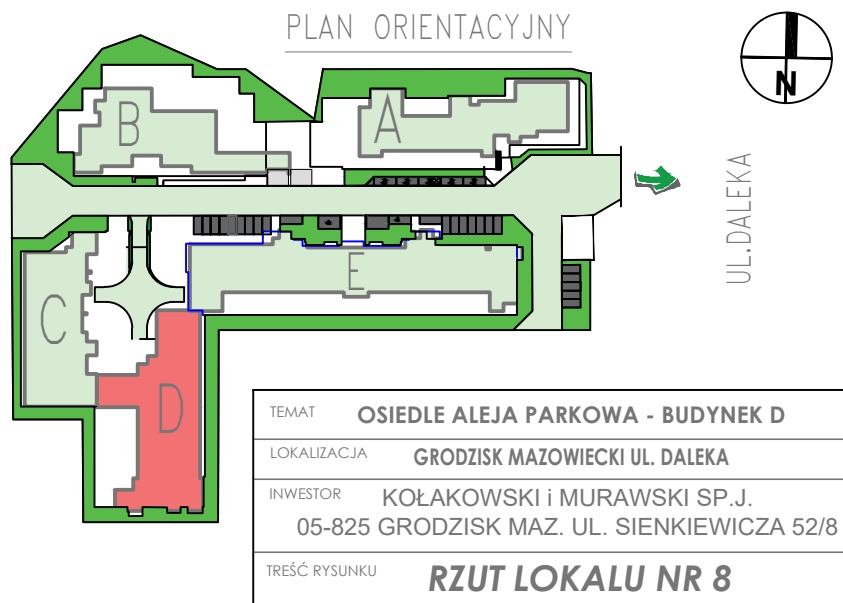 PLAN ORIENTACYJNY
N
B
A
UL.DALEKA
E
C
D
TEMAT OSIEDLE ALEJA PARKOWA - BUDYNEK D
LOKALIZACJA GRODZISK MAZOWIECKI UL. DALEKA
INWESTOR KOŁAKOWSKI i MURAWSKI SP.J.
05-825 GRODZISK MAZ. UL. SIENKIEWICZA 52/8
TREŚĆ RYSUNKU RZUT LOKALU NR 8